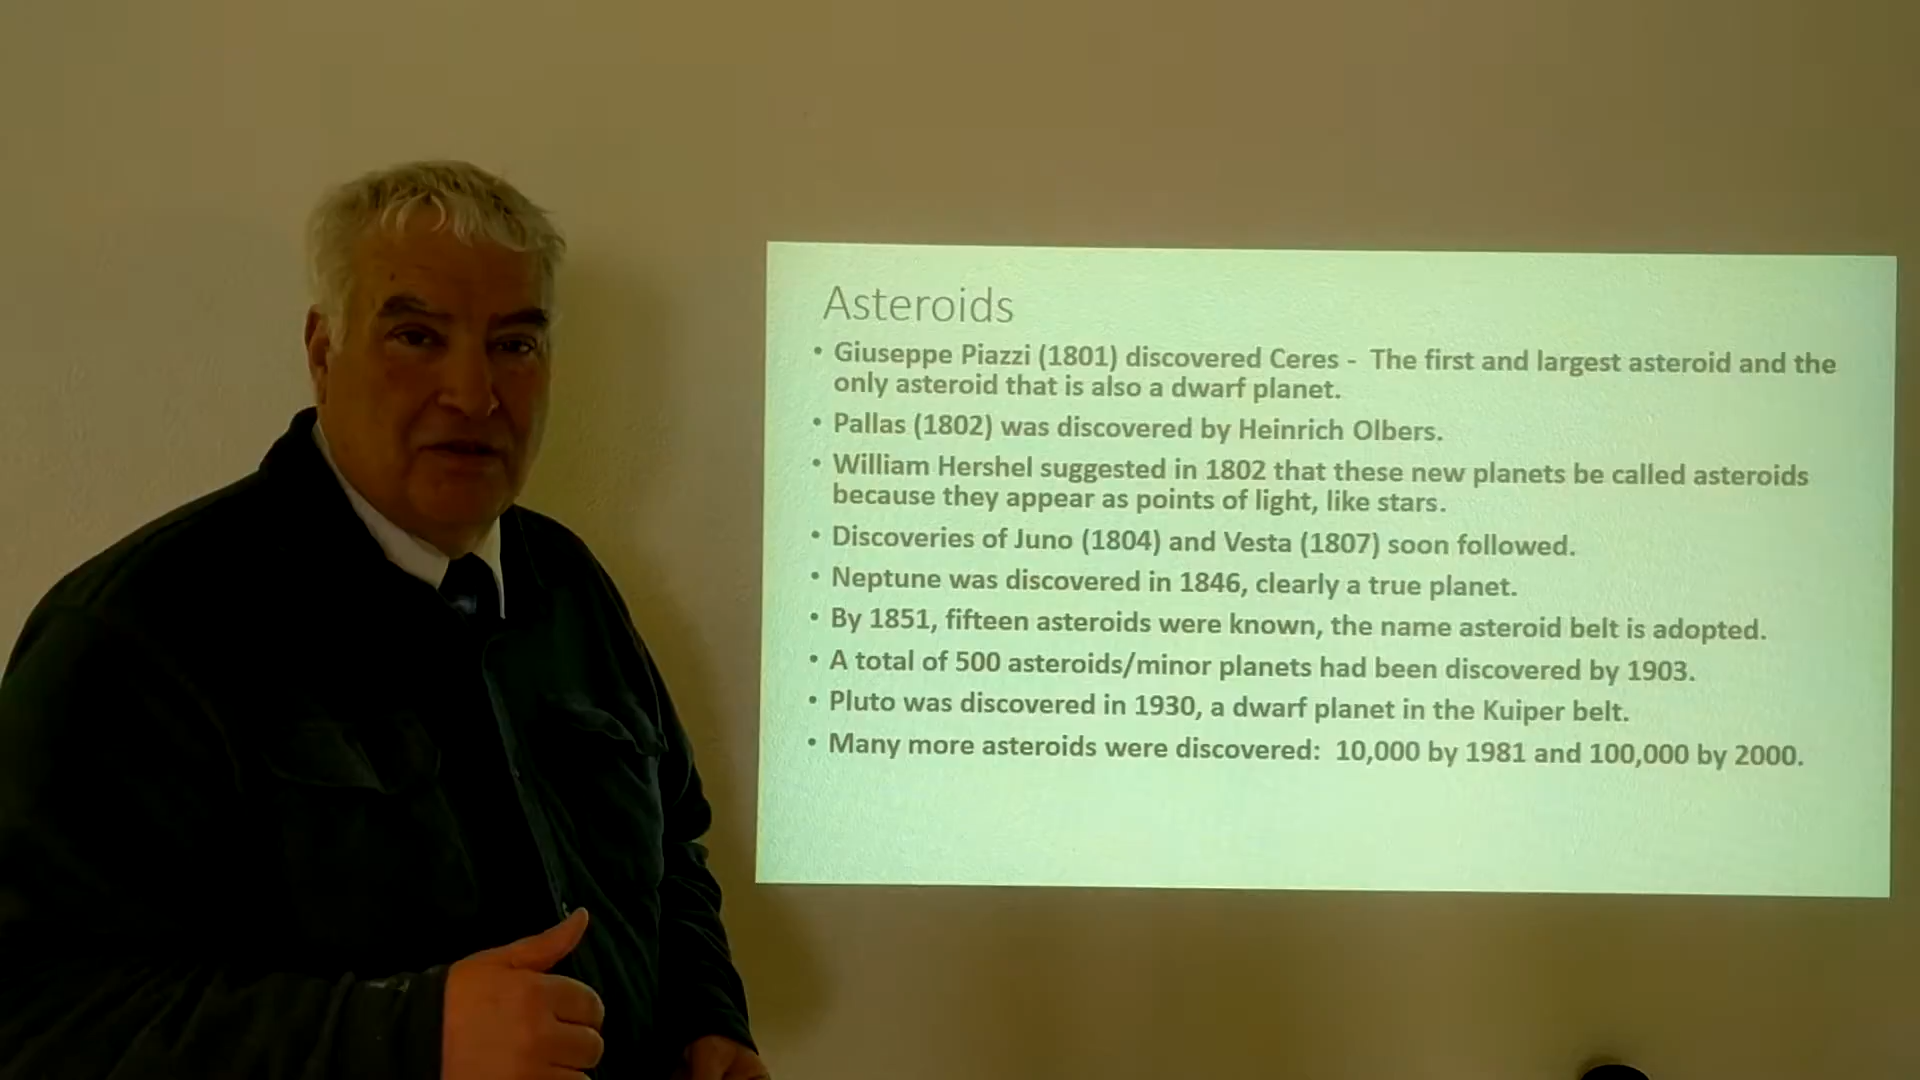 Asteroids
• Giuseppe Piazzi (1801) discovered Ceres - The first and largest asteroid and the
only asteroid that is also a dwarf planet.
• Pallas (1802) was discovered by Heinrich Olbers.
• William Hershel suggested in 1802 that these new planets be called asteroids
because they appear as points of light, like stars.
• Discoveries of Juno (1804) and Vesta (1807) soon followed.
• Neptune was discovered in 1846, clearly a true planet.
• By 1851, fifteen asteroids were known, the name asteroid belt is adopted.
• A total of 500 asteroids/minor planets had been discovered by 1903.
• Pluto was discovered in 1930, a dwarf planet in the Kuiper belt.
• Many more asteroids were discovered: 10,000 by 1981 and 100,000 by 2000.